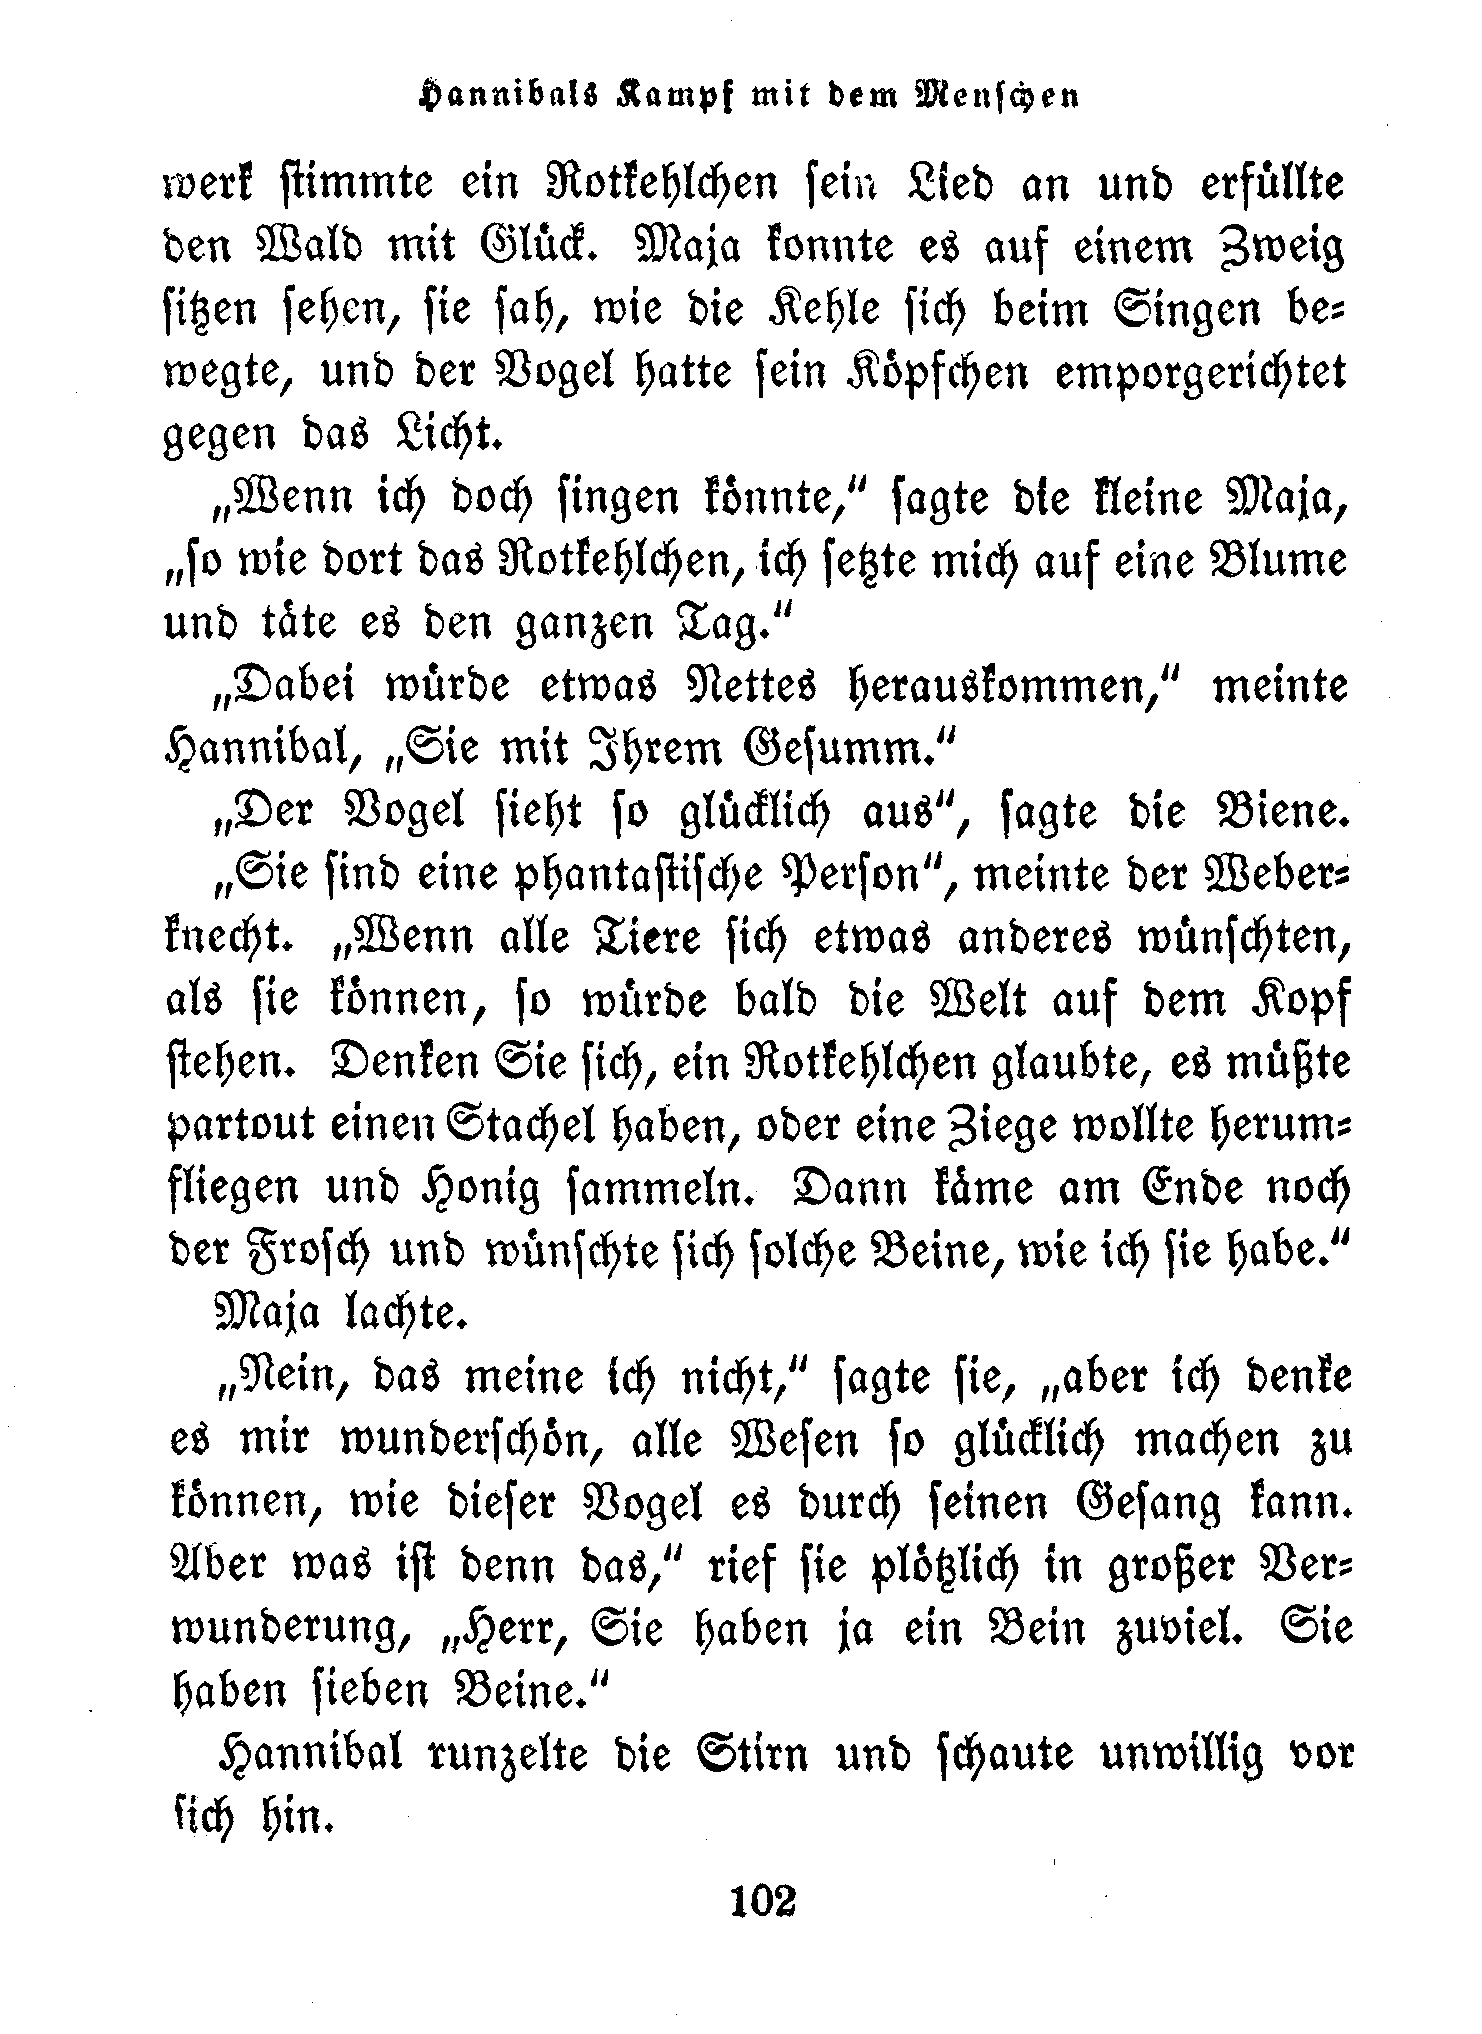 Hannibals Kampf mit dem Menschen
werk stimmte ein Rotkehlchen sein Lied an und erfüllte
den Wald mit Glück. Maja konnte es auf einem Zweig
sitzen sehen, sie sah, wie die Kehle sich beim Singen be-
wegte, und der Vogel hatte sein Köpfchen emporgerichtet
gegen das Licht.
„Wenn ich doch singen könnte,“ sagte die kleine Maja,
„so wie dort das Rotkehlchen, ich setzte mich auf eine Blume
und täte es den ganzen Tag.“
„Dabei würde etwas Nettes herauskommen,“ meinte
Hannibal, „Sie mit Ihrem Gesumm.“
„Der Vogel sieht so glücklich aus“, sagte die Biene.
„Sie sind eine phantastische Person“, meinte der Weber-
knecht. „Wenn alle Tiere sich etwas anderes wünschten,
als sie können, so würde bald die Welt auf dem Kopf
stehen. Denken Sie sich, ein Rotkehlchen glaubte, es müßte
partout einen Stachel haben, oder eine Ziege wollte herum-
fliegen und Honig sammeln. Dann käme am Ende noch
der Frosch und wünschte sich solche Beine, wie ich sie habe.“
Maja lachte.
„Nein, das meine ich nicht,“ sagte sie, „aber ich denke
es mir wunderschön, alle Wesen so glücklich machen zu
können, wie dieser Vogel es durch seinen Gesang kann.
Aber was ist denn das,“ rief sie plötzlich in großer Ver-
wunderung, „Herr, Sie haben ja ein Bein zuviel. Sie
haben sieben Beine.“
Hannibal runzelte die Stirn und schaute unwillig vor
sich hin.
102